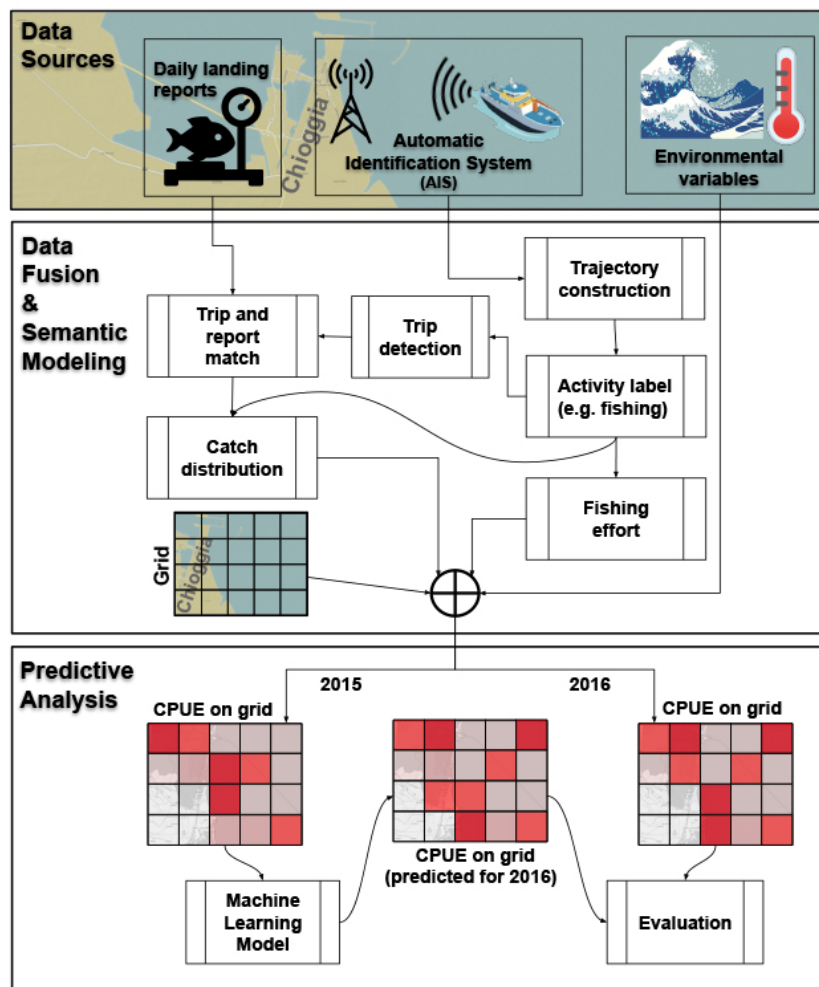 Data
Sources
Daily landing
reports
Chioggia
Automatic
Identification System
(AIS)
Environmental
variables
Data
Fusion
&
Semantic
Modeling
Trajectory
construction
Trip and
report
match
Trip
detection
Activity label
(e.g. fishing)
Catch
distribution
Fishing
effort
Grid
Chioggia
Predictive
Analysis
2015
2016
CPUE on grid
CPUE on grid
CPUE on grid
(predicted for 2016)
Machine
Learning
Model
Evaluation